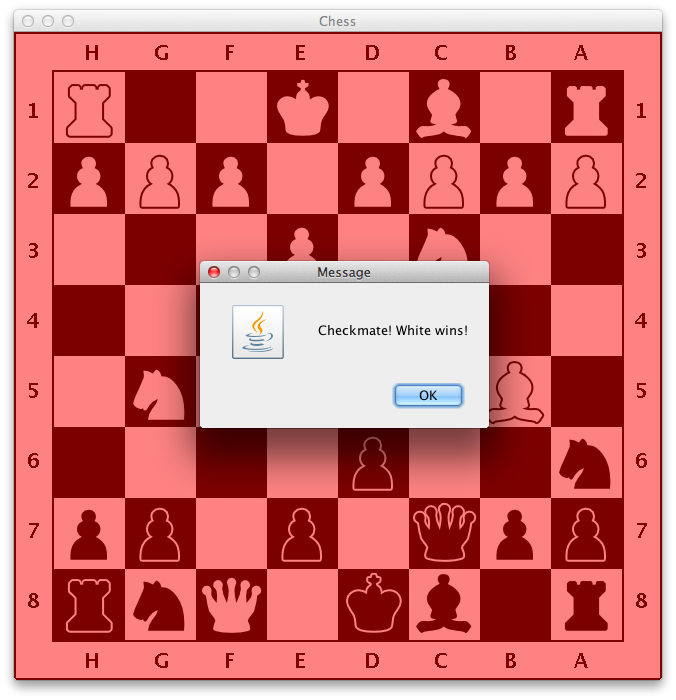 Chess
H G F E D C B A
1 1
2 2
3 3
Message
4 Checkmate! White wins! 4
5 OK 5
6 6
7 7
8 8
H G F E D C B A